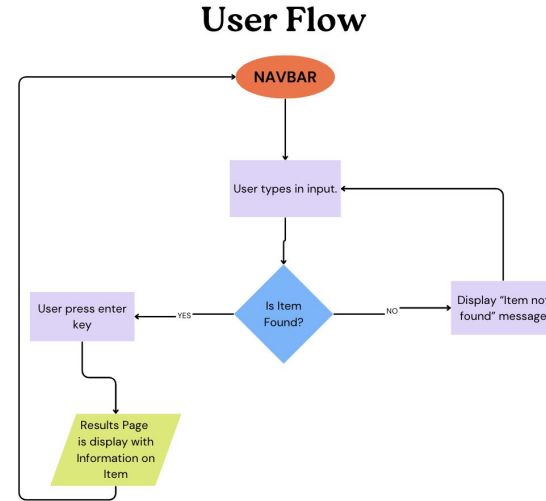 User Flow
NAVBAR
User types in input.
Is Item
Found?
YES
NO
User press enter
key
Display "Item not
found" message
Results Page
is display with
Information on
Item